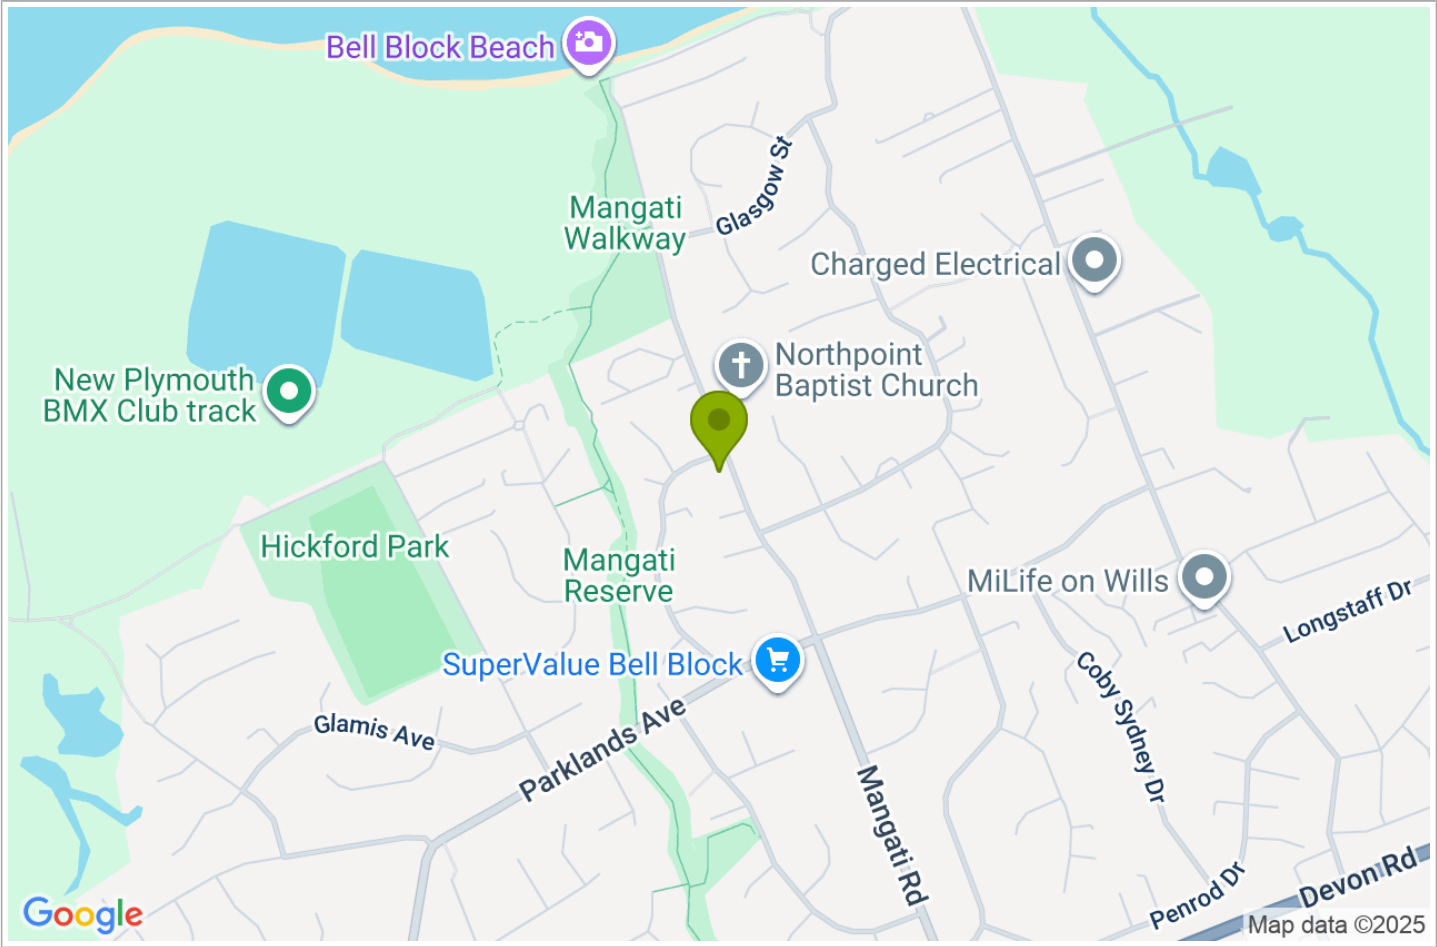 Bell Block Beach
Glasgow St
Mangati
Walkway
Charged Electrical
Northpoint
Baptist Church
New Plymouth
BMX Club track
Hickford Park
Mangati
Reserve
MiLife on Wills
Longstaff Dr
SuperValue Bell Block
Coby Sydney Dr
Glamis Ave
Parklands Ave
Mangati Rd
Devon Rd
Penrod Dr
Google
Map data ©2025